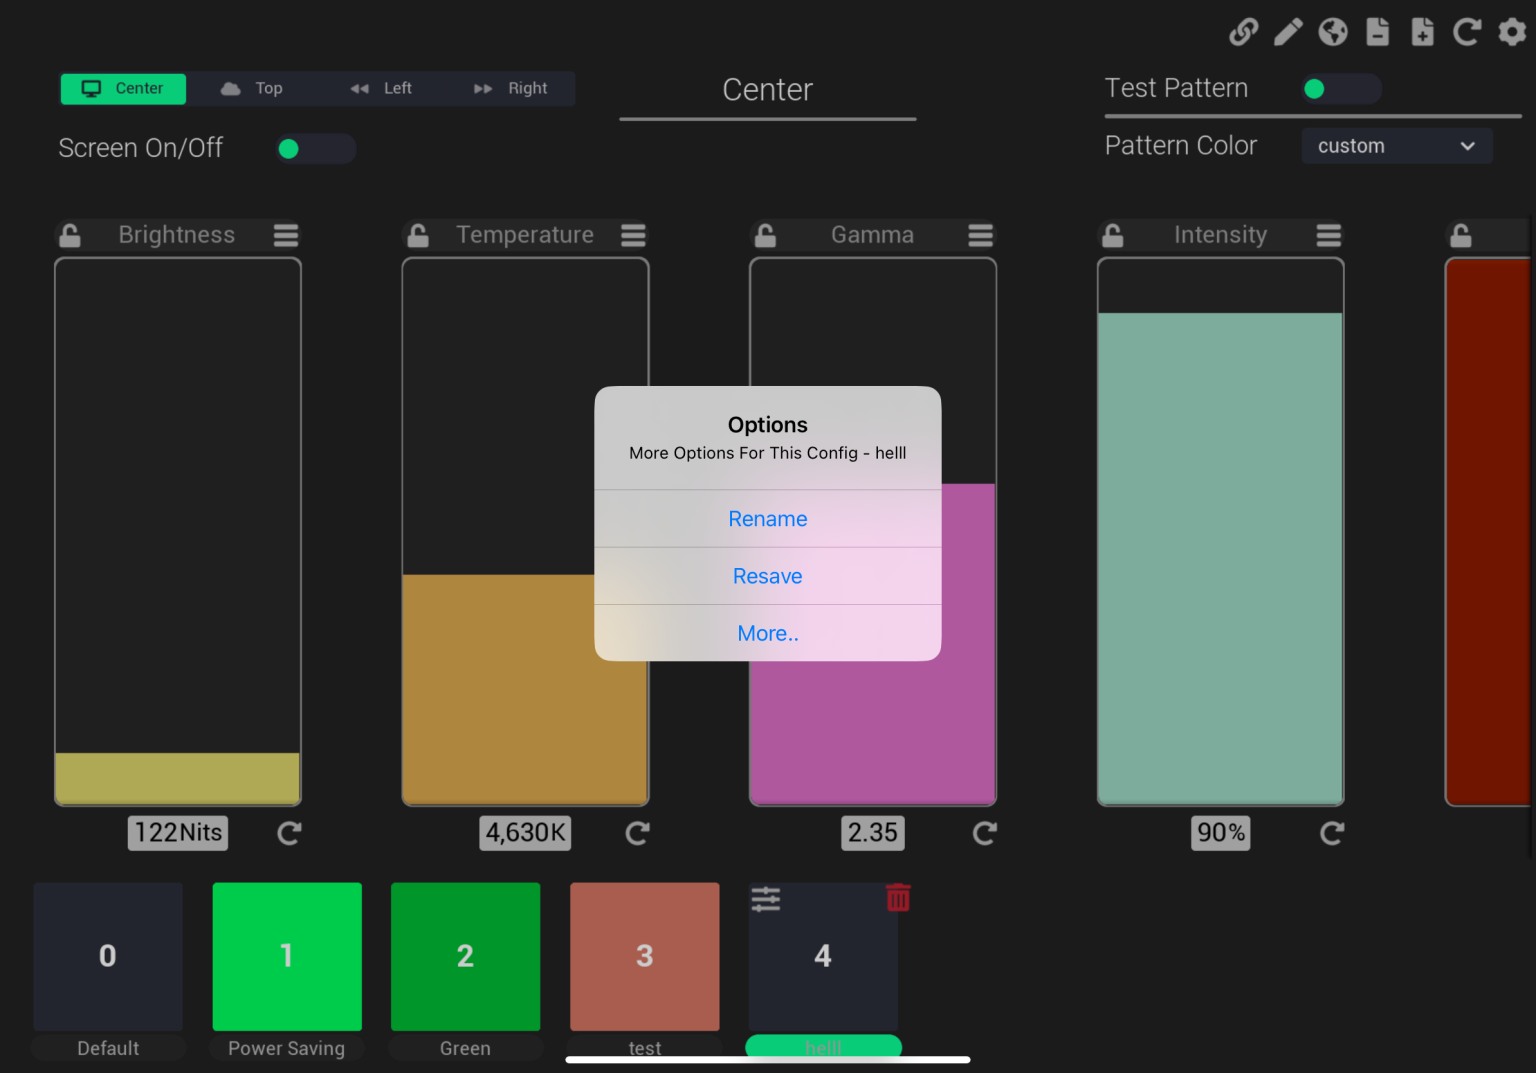 Center
Top
Left
Right
Center
Test Pattern
Screen On/Off
Pattern Color
custom
Brightness
Temperature
Gamma
Intensity
Options
More Options For This Config - helll
Rename
Resave
More..
122Nits
4,630K
2.35
90%
0
1
2
3
4
Default
Power Saving
Green
test
helll